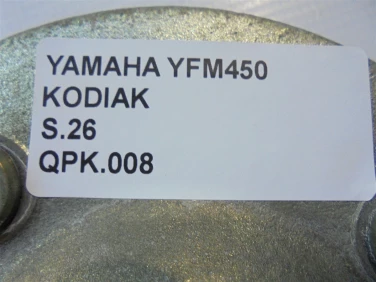 YAMAHA YFM450
KODIAK
S.26
QPK.008